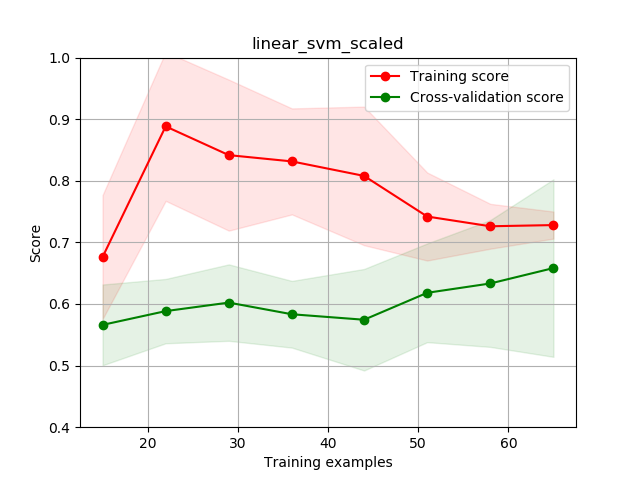 linear_svm_scaled
Training score
Cross-validation score
1.0
0.9
0.8
0.7
0.6
0.5
0.4
Score
20 30 40 50 60
Training examples